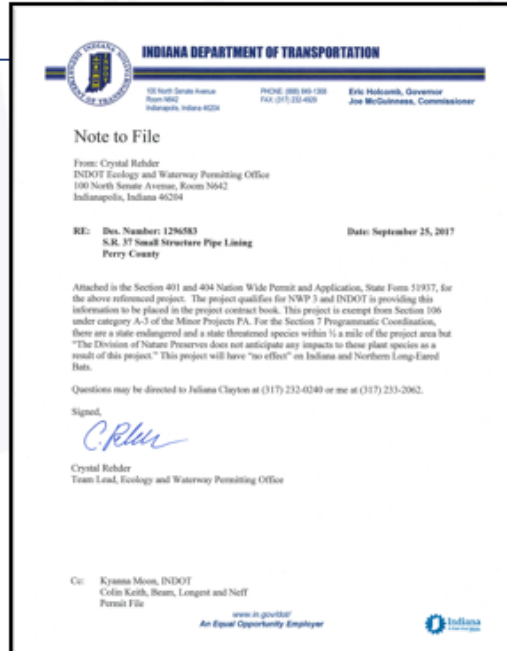 INDIANA DEPARTMENT OF TRANSPORTATION
100 North Senate Avenue
Room N642
Indianapolis, Indiana 46204
PHONE:
FAX: (317)
Eric Holcomb, Governor
Joe McGuinness, Commissioner
INDOT
Note to File
From: Crystal Rehder
INDOT Ecology and Waterway Permitting Office
100 North Senate Avenue, Room N642
Indianapolis, Indiana 46204
RE: Des. Number: 1296583 Date: September 25, 2017
S.R. 37 Small Structure Pipe Lining
Perry County
Attached is the Section 401 and 404 Nation Wide Permit and Application, State Form 51937, for
the above referenced project. The project qualifies for NWP 3 and INDOT is providing this
information to be placed in the project contract book. This project is exempt from Section 106
under category A-3 of the Minor Projects PA. For the Section 7 Programmatic Coordination,
there are a state endangered and a state threatened species within ½ a mile of the project area but
"The Division of Nature Preserves does not anticipate any impacts to these plant species as a
result of this project." This project will have "no effect" on Indiana and Northern Long-Eared
Bats.
Questions may be directed to Juliana Clayton at (317) 232-0240 or me at (317) 233-2062.
Signed,
Crystal Rehder
Team Lead, Ecology and Waterway Permitting Office
Cc: Kyanna Moon, INDOT
Colin Keith, Beam, Longest and Neff
Permit File
www.in.gov/dot/
An Equal Opportunity Employer
Indiana